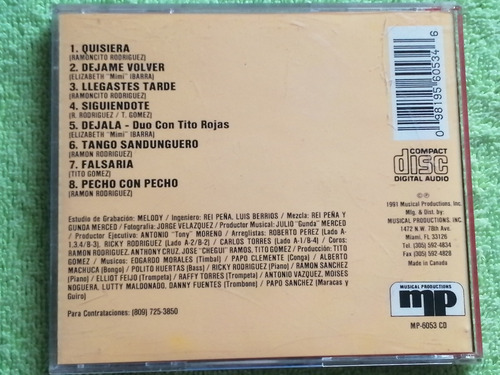 1. QUISIERA
(RAMONCITO RODRIGUEZ)
2. DEJAME VOLVER
(ELIZABETH "Mimi" IBARRA)
3. LLEGASTES TARDE
(RAMONCITO RODRIGUEZ)
4. SIGUIENDOTE
(R. RODRIGUEZ / T. GOMEZ)
5. DEJALA - Duo Con Tito Rojas
(ELIZABETH "Mimi" IBARRA)
6. TANGO SANDUNGUERO
(RAMON RODRIGUEZ)
7. FALSARIA
(TITO GOMEZ)
8. PECHO CON PECHO
(RAMON RODRIGUEZ)
Estudio de Grabación: MELODY / Ingeniero: REI PEÑA, LUIS BERRIOS / Mezcla: REI PEÑA Y
GUNDA MERCED / Fotografía: JORGE VELAZQUEZ / Productor Musical: JULIO "Gunda" MERCED /
Productor Ejecutivo: ANTONIO "Tony" MORENO / Arreglistas: ROBERTO PEREZ (Lado A-
1,3,4/B-3), RICKY RODRIGUEZ (Lado A-2/B-2) / CARLOS TORRES (Lado A-1/B-4) / Coros:
RAMON RODRIGUEZ, ANTHONY CRUZ, JOSE "CHEGUI" RAMOS, TITO GOMEZ / Producción: TITO
GOMEZ / Musicos: EDGARDO MORALES (Timbal) / PAPO CLEMENTE (Conga) / ALBERTO
MACHUCA (Bongo) / POLITO HUERTAS (Bass) / RICKY RODRIGUEZ (Piano) / RAMON SANCHEZ
(Piano) / ELLIOT FEIJO (Trompeta) / RAFFY TORRES (Trompeta) / ANTONIO VAZQUEZ, MOISES
NOGUERA, LUTTY MALDONADO, DANNY FUENTES (Trombone) / PAPO SANCHEZ (Maracas y
Guiro)
Para Contrataciones: (809) 725-3850
0 98195 60534 6
COMPACT
disc
DIGITAL AUDIO
©℗
1991 Musical Productions, Inc.
Mfg. & Dist. by:
MUSICAL PRODUCTIONS, INC.
1472 N.W. 78th Ave.
Miami, FL 33126
Tel. (305) 592-4834
Fax (305) 592-4828
Made in Canada
MUSICAL PRODUCTIONS
mp
MP-6053 CD